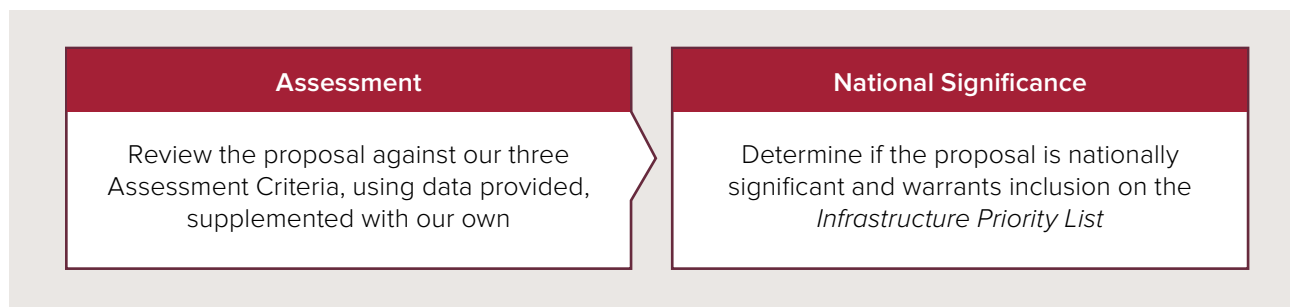 Assessment
Review the proposal against our three
Assessment Criteria, using data provided,
supplemented with our own
National Significance
Determine if the proposal is nationally
significant and warrants inclusion on the
Infrastructure Priority List